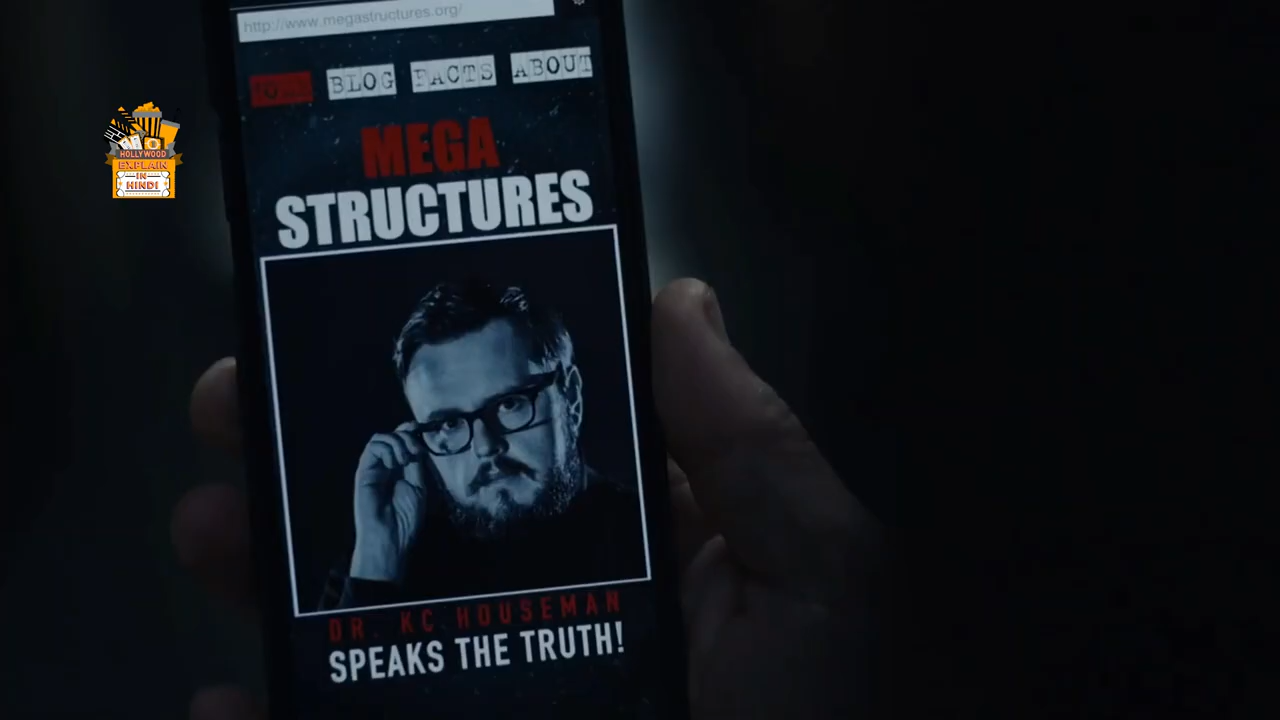 http://www.megastructures.org/
BLOG FACTS ABOUT
MEGA
STRUCTURES
DR. KC HOUSEMAN
SPEAKS THE TRUTH!
HOLLYWOOD
EXPLAIN
IN
HINDI